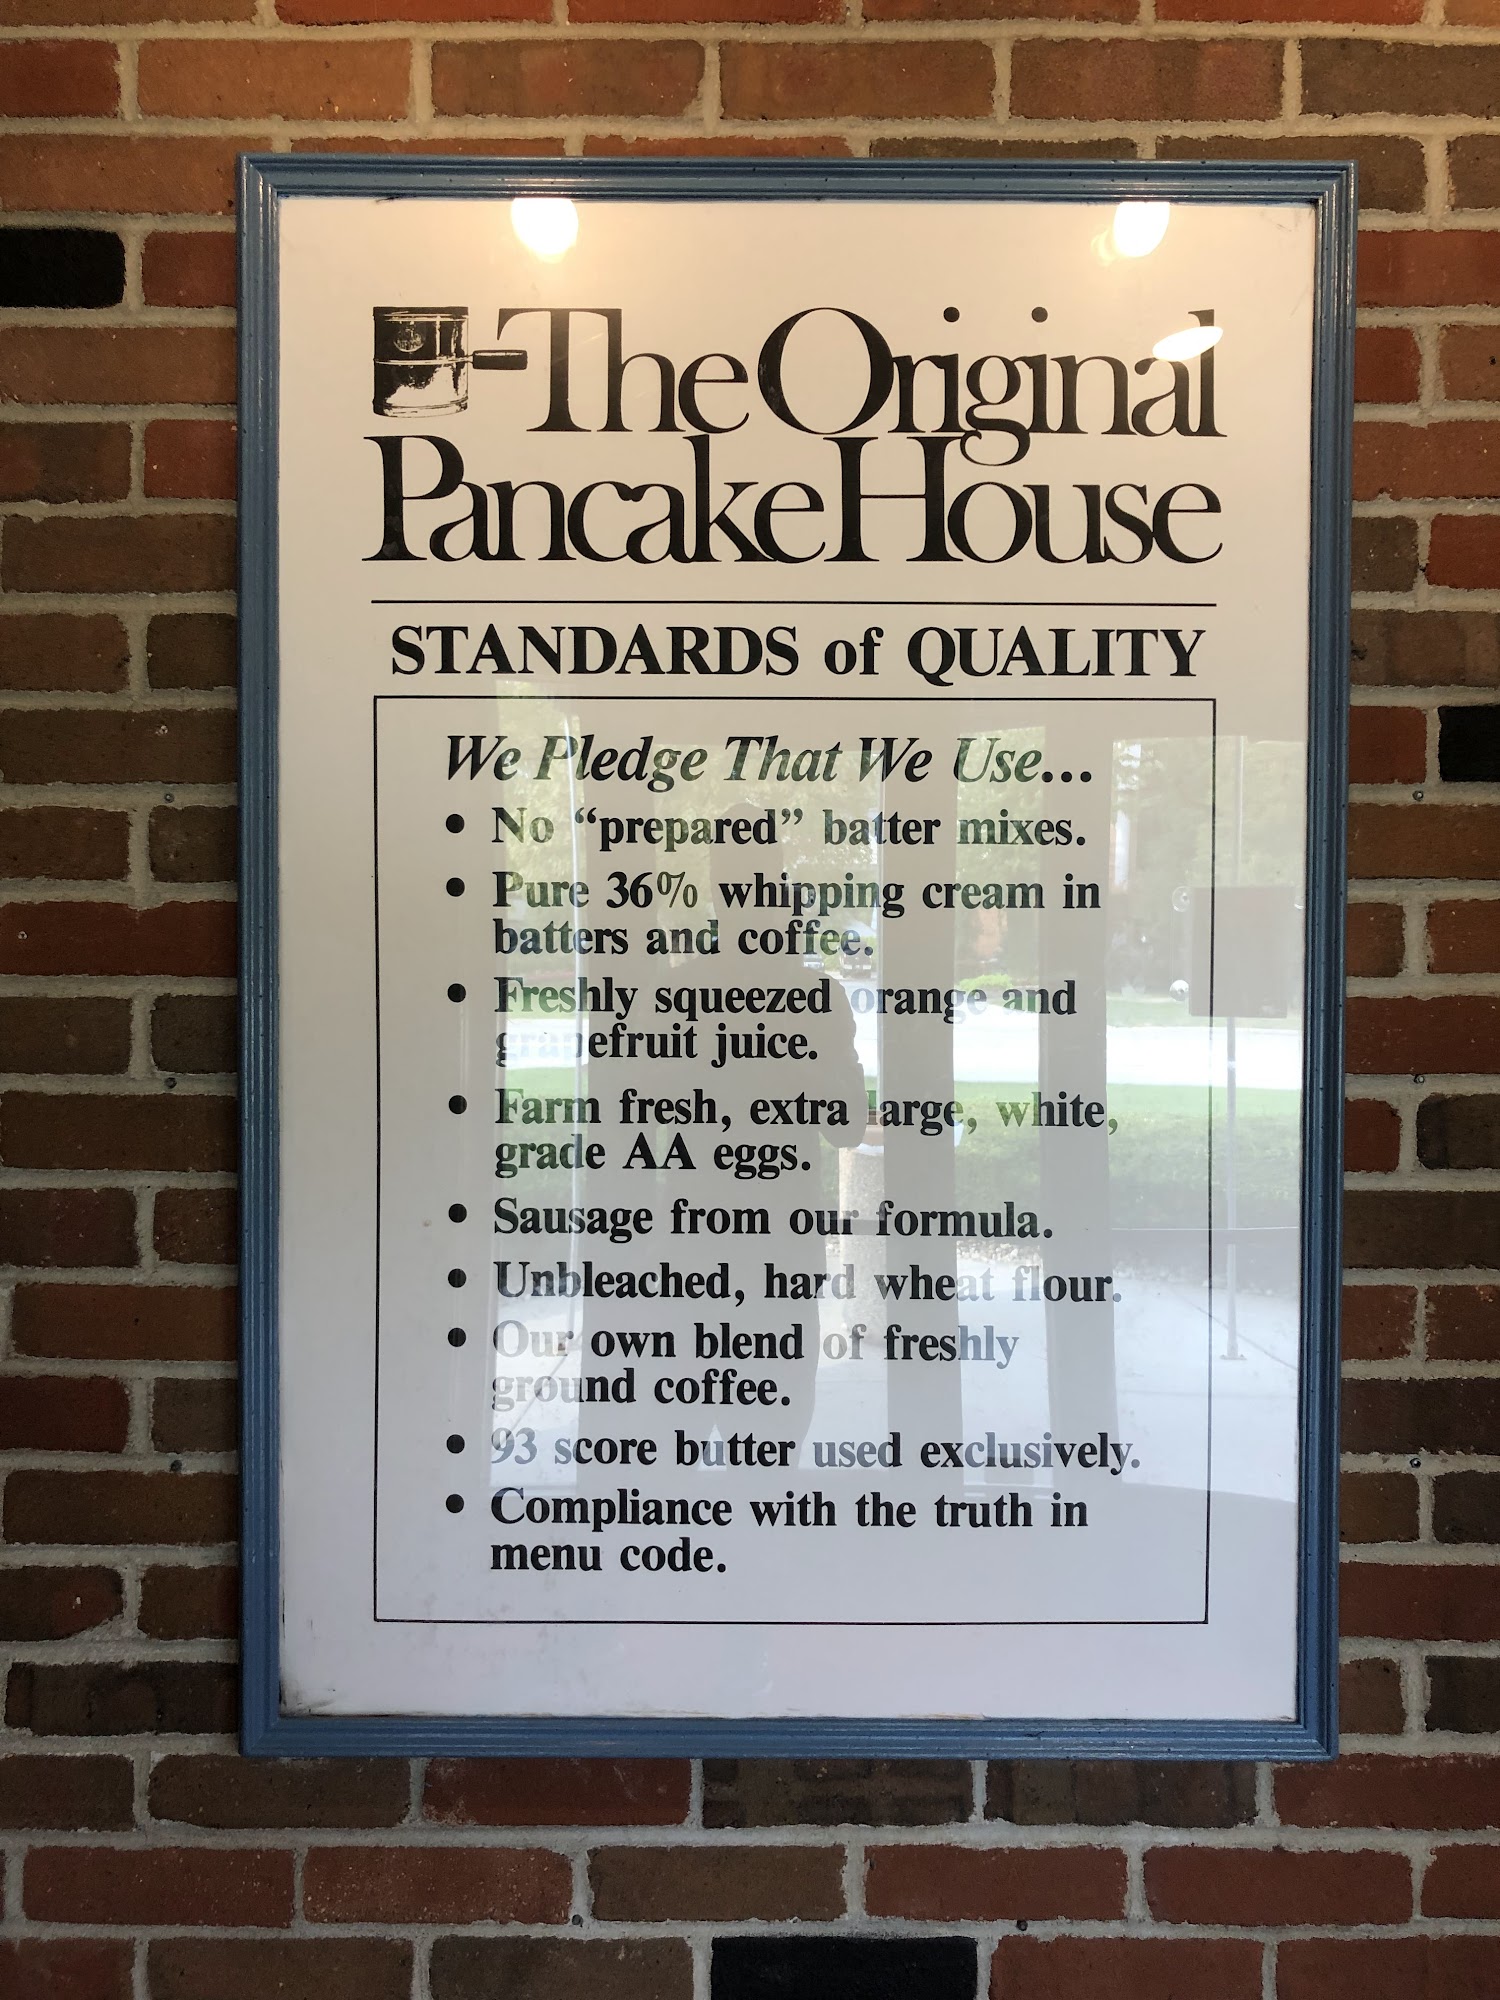 The Original
Pancake House
STANDARDS of QUALITY
We Pledge That We Use...
• No “prepared” batter mixes.
• Pure 36% whipping cream in
batters and coffee.
• Freshly squeezed orange and
grapefruit juice.
• Farm fresh, extra large, white,
grade AA eggs.
• Sausage from our formula.
• Unbleached, hard wheat flour.
• Our own blend of freshly
ground coffee.
• 93 score butter used exclusively.
• Compliance with the truth in
menu code.